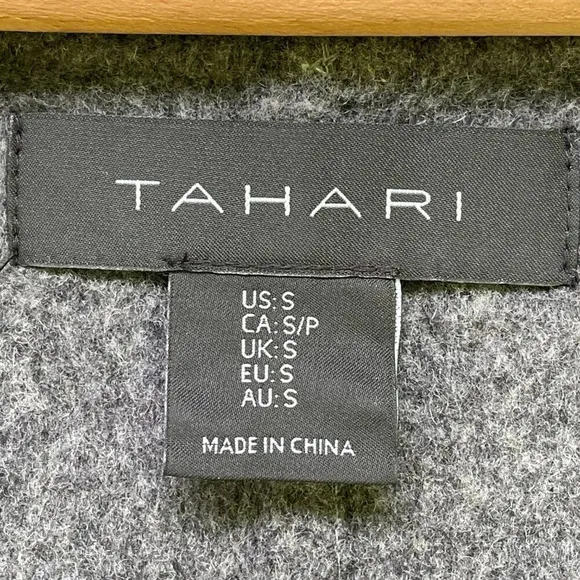 TAHARI
US: S
CA: S/P
UK: S
EU: S
AU: S
MADE IN CHINA